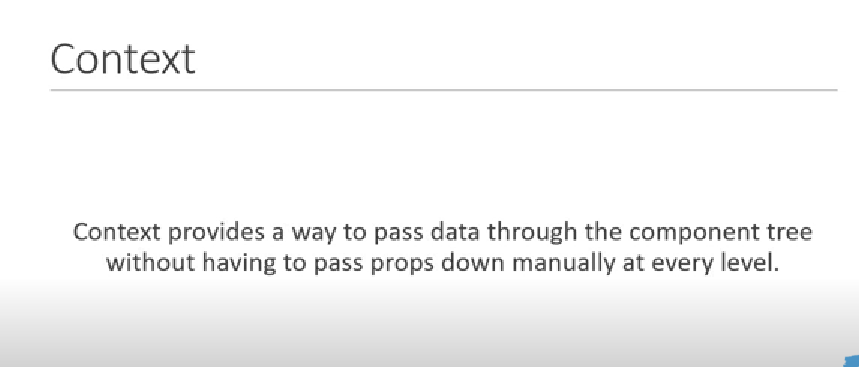 Context
Context provides a way to pass data through the component tree
without having to pass props down manually at every level.